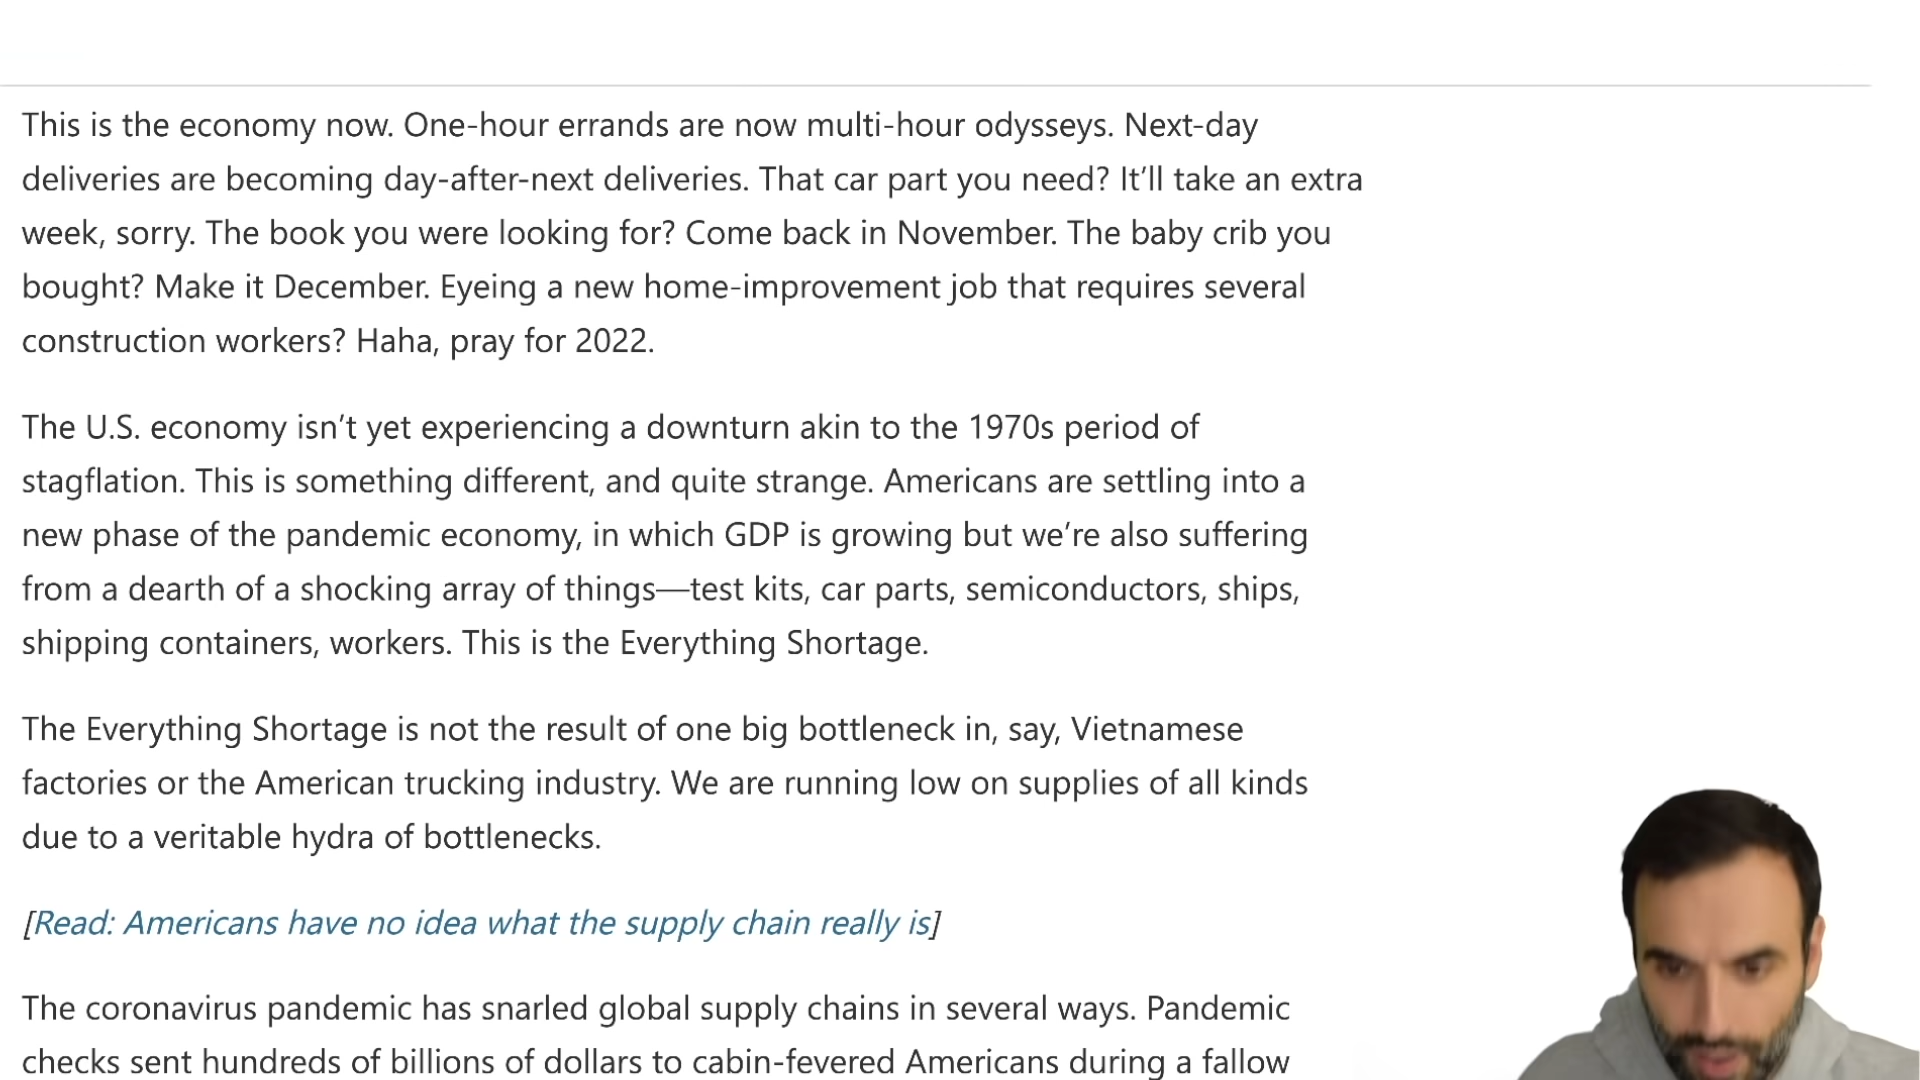 This is the economy now. One-hour errands are now multi-hour odysseys. Next-day
deliveries are becoming day-after-next deliveries. That car part you need? It’ll take an extra
week, sorry. The book you were looking for? Come back in November. The baby crib you
bought? Make it December. Eyeing a new home-improvement job that requires several
construction workers? Haha, pray for 2022.
The U.S. economy isn’t yet experiencing a downturn akin to the 1970s period of
stagflation. This is something different, and quite strange. Americans are settling into a
new phase of the pandemic economy, in which GDP is growing but we’re also suffering
from a dearth of a shocking array of things—test kits, car parts, semiconductors, ships,
shipping containers, workers. This is the Everything Shortage.
The Everything Shortage is not the result of one big bottleneck in, say, Vietnamese
factories or the American trucking industry. We are running low on supplies of all kinds
due to a veritable hydra of bottlenecks.
[Read: Americans have no idea what the supply chain really is]
The coronavirus pandemic has snarled global supply chains in several ways. Pandemic
checks sent hundreds of billions of dollars to cabin-fevered Americans during a fallow